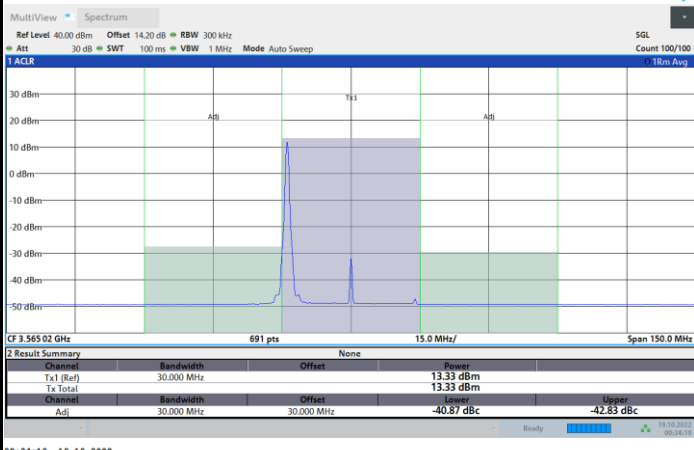 MultiView Spectrum
Ref Level 40.00 dBm Offset 14.20 dB RBW 300 kHz SGL
Att 30 dB SWT 100 ms VBW 1 MHz Mode Auto Sweep Count 100/100
1 ACLR 1Rm Avg
30 dBm
Tx1
20 dBm Adj Adj
10 dBm
0 dBm
-10 dBm
-20 dBm
-30 dBm
-40 dBm
-50 dBm
CF 3.565 02 GHz 691 pts 15.0 MHz/ Span 150.0 MHz
2 Result Summary None
Channel Bandwidth Offset Power
Tx1 (Ref) 30.000 MHz 13.33 dBm
Tx Total 13.33 dBm
Channel Bandwidth Offset Lower Upper
Adj 30.000 MHz 30.000 MHz -40.87 dBc -42.83 dBc
Ready 19.10.2022
00:34:18